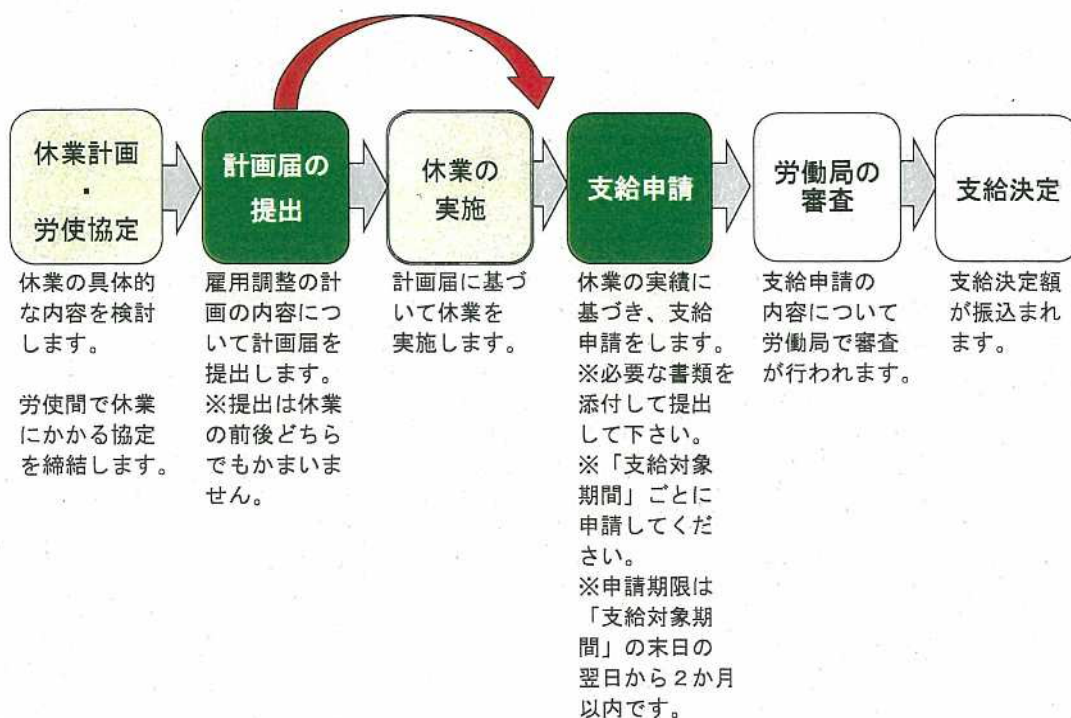 休業計画
・
労使協定
休業の具体的
な内容を検討
します。
労使間で休業
にかかる協定
を締結します。
計画届の
提出
雇用調整の計
画の内容につ
いて計画届を
提出します。
※提出は休業
の前後どちら
でもかまいま
せん。
休業の
実施
計画届に基づ
いて休業を
実施します。
支給申請
休業の実績に
基づき、支給
申請をします。
※必要な書類を
添付して提出
して下さい。
※「支給対象
期間」ごとに
申請してくだ
さい。
※申請期限は
「支給対象期
間」の末日の
翌日から２か月
以内です。
労働局の
審査
支給申請の
内容について
労働局で審査
が行われます。
支給決定
支給決定額
が振込まれ
ます。